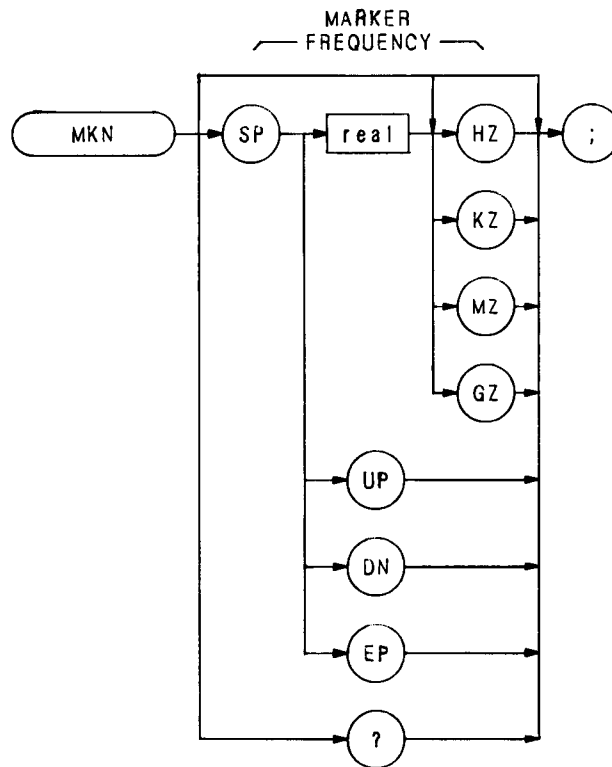 MARKER
FREQUENCY
MKN SP real HZ ;
KZ
MZ
GZ
UP
DN
EP
?